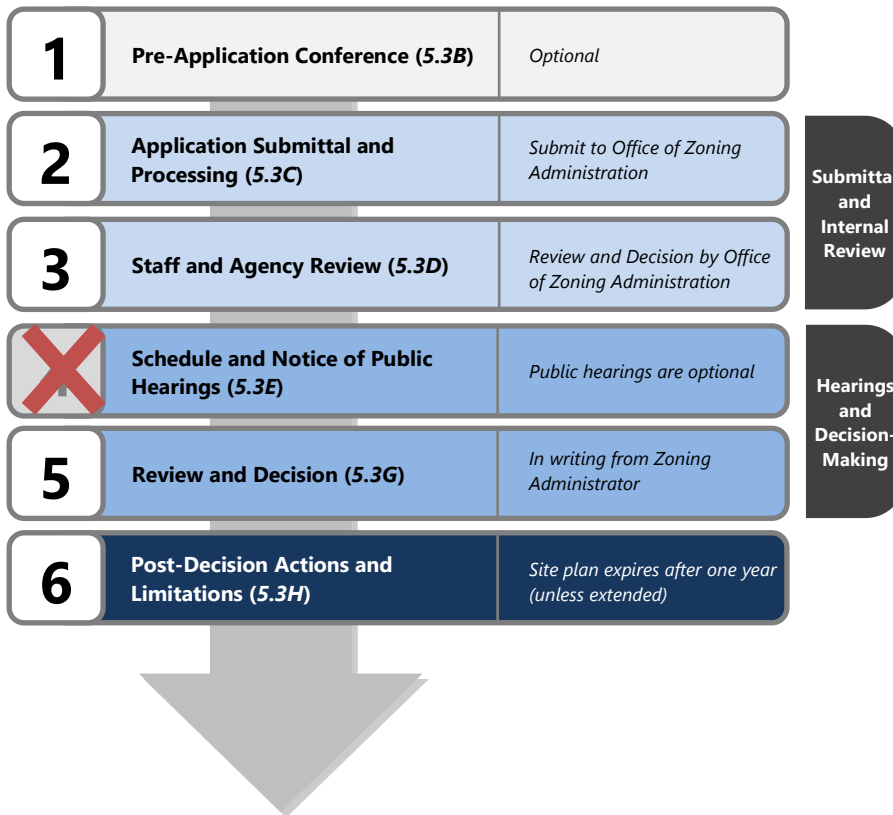 1
Pre-Application Conference (5.3B)
Optional
2
Application Submittal and
Processing (5.3C)
Submit to Office of Zoning
Administration
3
Staff and Agency Review (5.3D)
Review and Decision by Office
of Zoning Administration
Submitta
and
Internal
Review
Schedule and Notice of Public
Hearings (5.3E)
Public hearings are optional
5
Review and Decision (5.3G)
In writing from Zoning
Administrator
Hearings
and
Decision-
Making
6
Post-Decision Actions and
Limitations (5.3H)
Site plan expires after one year
(unless extended)